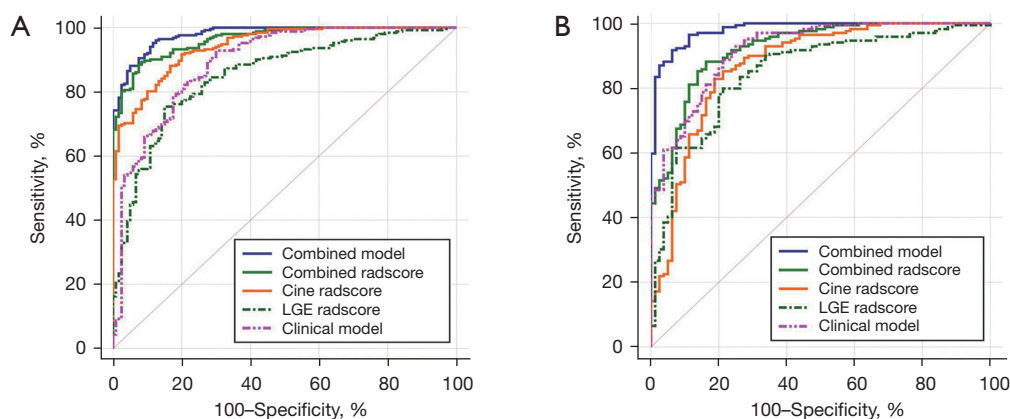 A
100
80
60
40
20
0
Sensitivity, %
0 20 40 60 80 100
100–Specificity, %
Combined model
Combined radscore
Cine radscore
LGE radscore
Clinical model
B
100
80
60
40
20
0
Sensitivity, %
0 20 40 60 80 100
100–Specificity, %
Combined model
Combined radscore
Cine radscore
LGE radscore
Clinical model